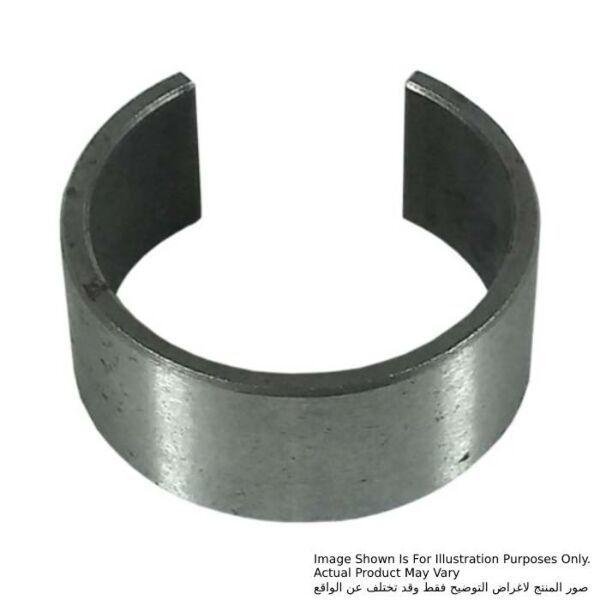 Image Shown Is For Illustration Purposes Only.
Actual Product May Vary
صور المنتج لاغراض التوضيح فقط وقد تختلف عن الواقع